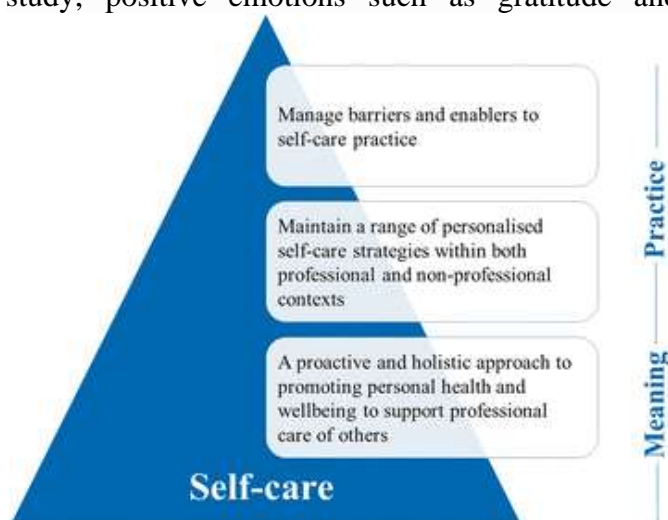 study, positive emotions such as gratitude and
Manage barriers and enablers to
self-care practice
Maintain a range of personalised
self-care strategies within both
professional and non-professional
contexts
A proactive and holistic approach to
promoting personal health and
wellbeing to support professional
care of others
Self-care
Practice
Meaning